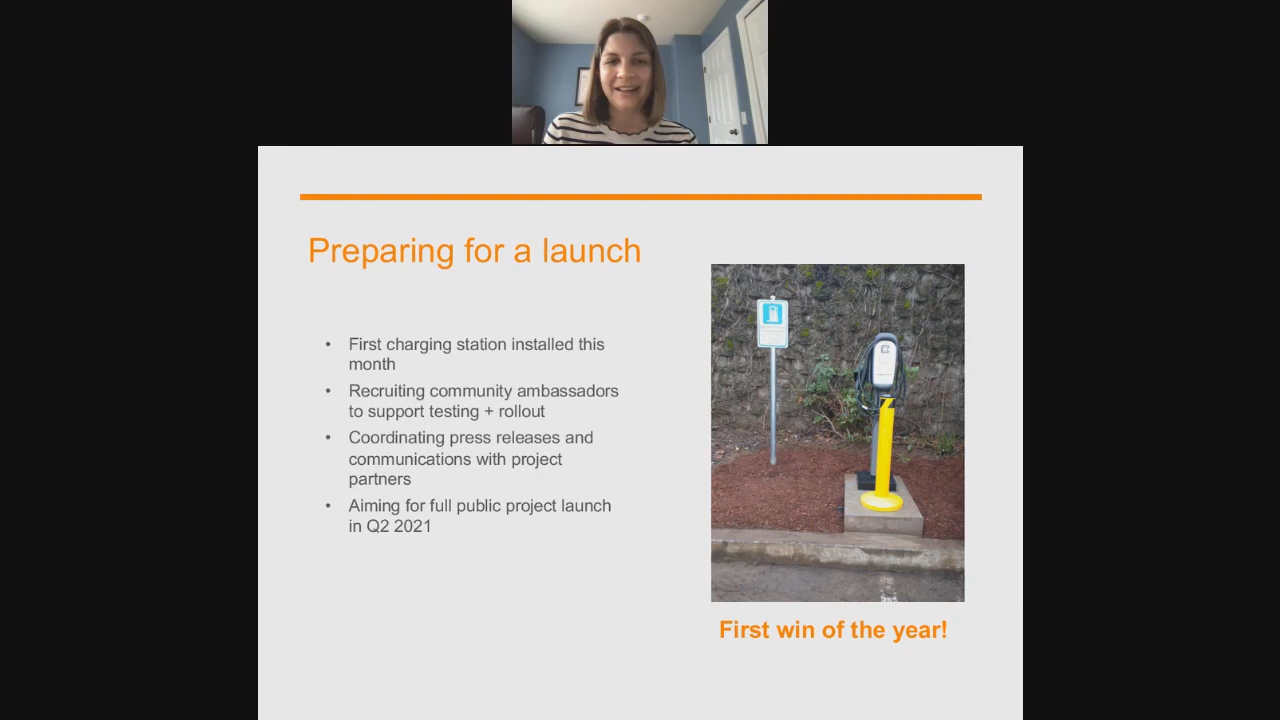 Preparing for a launch
• First charging station installed this
month
• Recruiting community ambassadors
to support testing + rollout
• Coordinating press releases and
communications with project
partners
• Aiming for full public project launch
in Q2 2021
First win of the year!